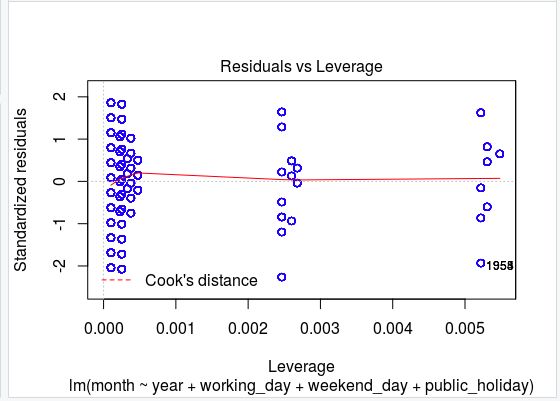 Residuals vs Leverage
Standardized residuals
2
1
0
-1
-2
Cook's distance
0.000 0.001 0.002 0.003 0.004 0.005
Leverage
lm(month ~ year + working_day + weekend_day + public_holiday)